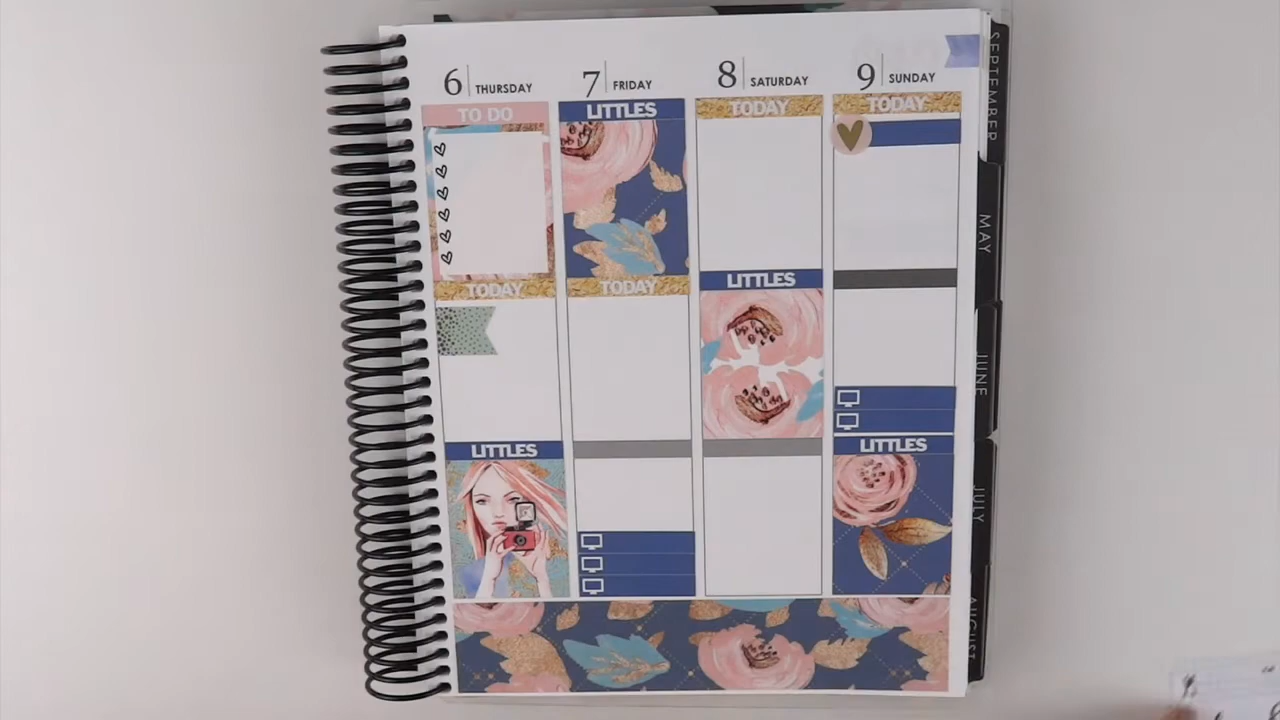 6 THURSDAY
7 FRIDAY
8 SATURDAY
9 SUNDAY
TO DO
LITTLES
TODAY
TODAY
LITTLES
TODAY
TODAY
LITTLES
LITTLES
SEPTEMBER
MAY
JUNE
JULY
AUGUST